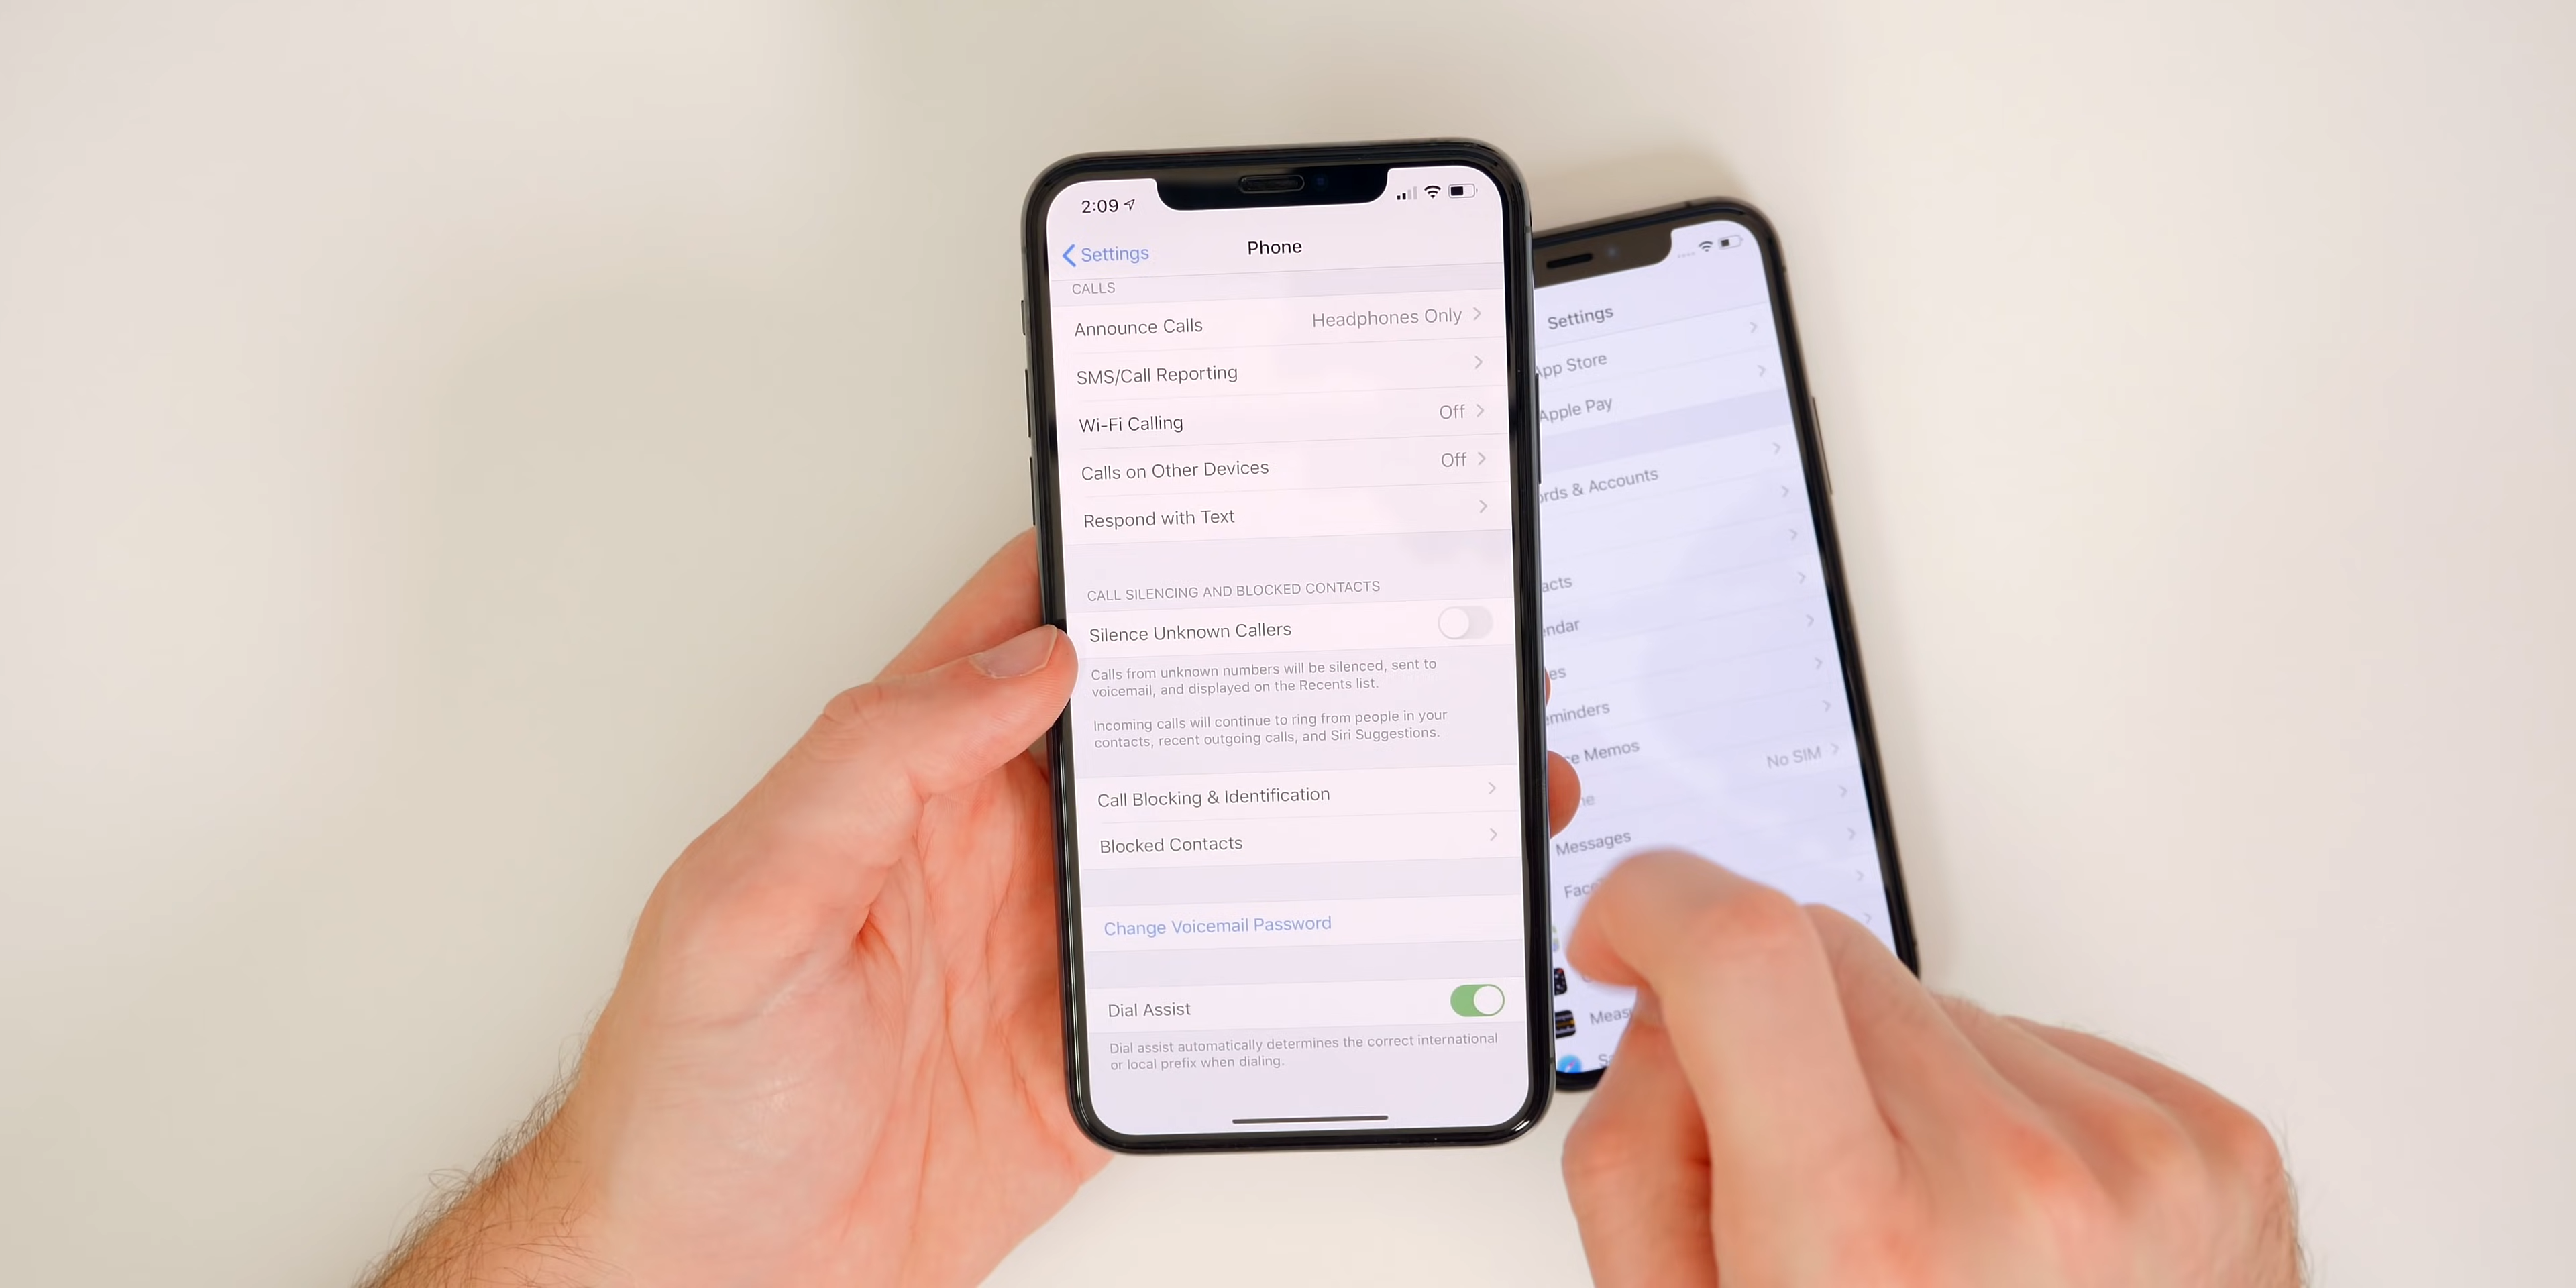 2:09
Settings
Phone
CALLS
Announce Calls Headphones Only
SMS/Call Reporting
Wi-Fi Calling Off
Calls on Other Devices Off
Respond with Text
CALL SILENCING AND BLOCKED CONTACTS
Silence Unknown Callers
Calls from unknown numbers will be silenced, sent to
voicemail, and displayed on the Recents list.
Incoming calls will continue to ring from people in your
contacts, recent outgoing calls, and Siri Suggestions.
Call Blocking & Identification
Blocked Contacts
Change Voicemail Password
Dial Assist
Dial assist automatically determines the correct international
or local prefix when dialing.
Settings
App Store
Apple Pay
ords & Accounts
acts
endar
es
eminders
ce Memos
No SIM
ne
Messages
Face
Meas
S